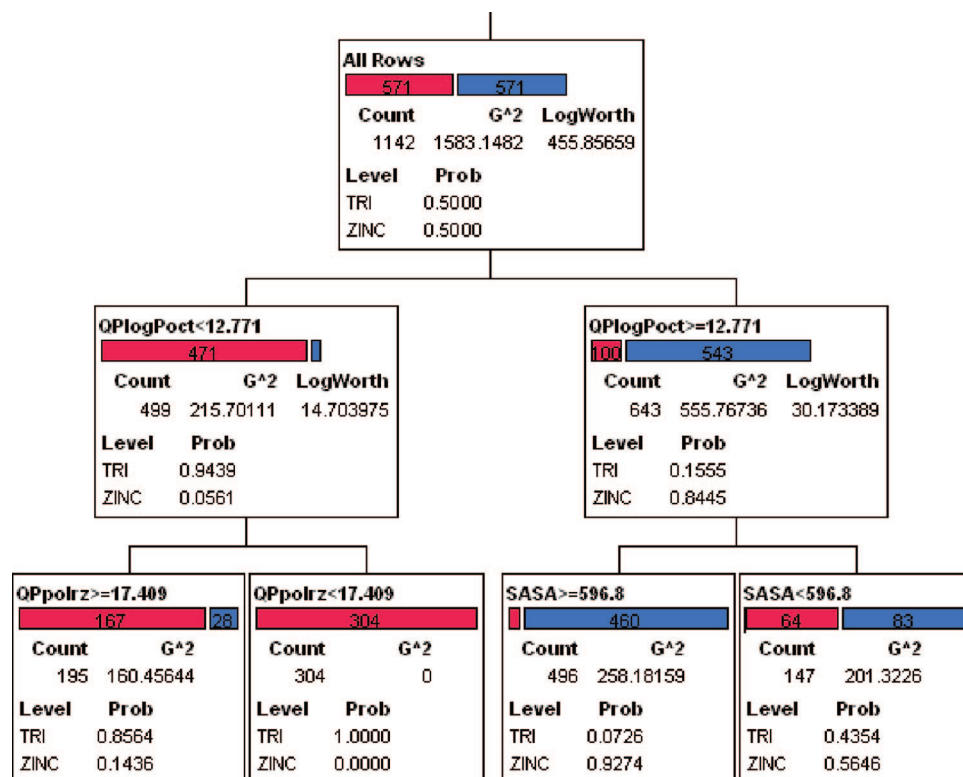 All Rows
571 571
Count G^2 LogWorth
1142 1583.1482 455.85659
Level Prob
TRI 0.5000
ZINC 0.5000
QPlogPoct<12.771
471
Count G^2 LogWorth
499 215.70111 14.703975
Level Prob
TRI 0.9439
ZINC 0.0561
QPlogPoct>=12.771
100 543
Count G^2 LogWorth
643 555.76736 30.173389
Level Prob
TRI 0.1555
ZINC 0.8445
QPpolrz>=17.409
167 28
Count G^2
195 160.45644
Level Prob
TRI 0.8564
ZINC 0.1436
QPpolrz<17.409
304
Count G^2
304 0
Level Prob
TRI 1.0000
ZINC 0.0000
SASA>=596.8
460
Count G^2
496 258.18159
Level Prob
TRI 0.0726
ZINC 0.9274
SASA<596.8
64 83
Count G^2
147 201.3226
Level Prob
TRI 0.4354
ZINC 0.5646